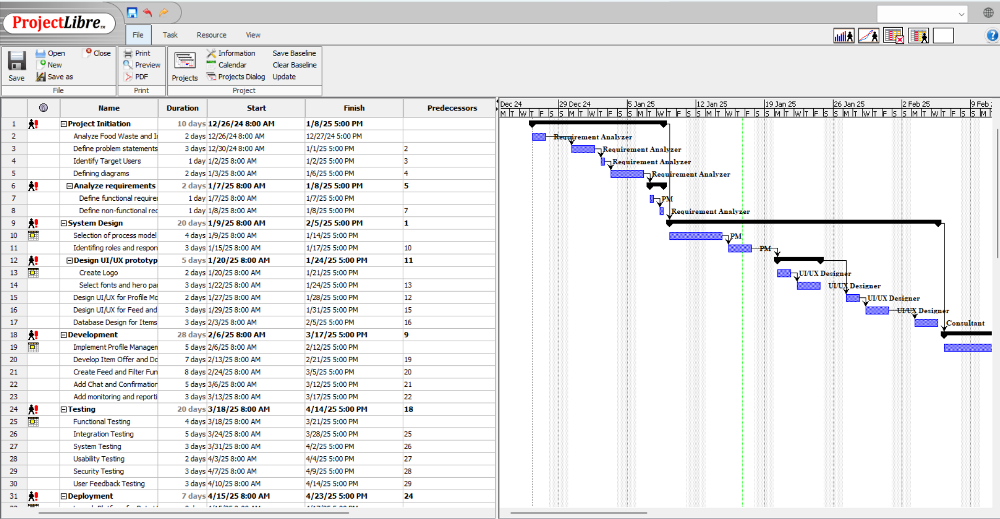 ProjectLibre™
File Task Resource View
Save Open New Save as Close
File
Print Preview PDF
Print
Projects Information Calendar Projects Dialog Save Baseline Clear Baseline Update
Project
Name Duration Start Finish Predecessors
1 Project Initiation 10 days 12/26/24 8:00 AM 1/8/25 5:00 PM
2 Analyze Food Waste and 2 days 12/26/24 8:00 AM 12/27/24 5:00 PM
3 Define problem statements 3 days 12/30/24 8:00 AM 1/1/25 5:00 PM 2
4 Identify Target Users 1 day 1/2/25 8:00 AM 1/2/25 5:00 PM 3
5 Defining diagrams 2 days 1/3/25 8:00 AM 1/6/25 5:00 PM 4
6 Analyze requirements 2 days 1/7/25 8:00 AM 1/8/25 5:00 PM 5
7 Define functional require 1 day 1/7/25 8:00 AM 1/7/25 5:00 PM
8 Define non-functional rec 1 day 1/8/25 8:00 AM 1/8/25 5:00 PM 7
9 System Design 20 days 1/9/25 8:00 AM 2/5/25 5:00 PM 1
10 Selection of process model 4 days 1/9/25 8:00 AM 1/14/25 5:00 PM
11 Identifing roles and respon 3 days 1/15/25 8:00 AM 1/17/25 5:00 PM 10
12 Design UI/UX prototyp 5 days 1/20/25 8:00 AM 1/24/25 5:00 PM 11
13 Create Logo 2 days 1/20/25 8:00 AM 1/21/25 5:00 PM
14 Select fonts and hero pa 3 days 1/22/25 8:00 AM 1/24/25 5:00 PM 13
15 Design UI/UX for Profile Mo 2 days 1/27/25 8:00 AM 1/28/25 5:00 PM 12
16 Design UI/UX for Feed and 3 days 1/29/25 8:00 AM 1/31/25 5:00 PM 15
17 Database Design for Items 3 days 2/3/25 8:00 AM 2/5/25 5:00 PM 16
18 Development 28 days 2/6/25 8:00 AM 3/17/25 5:00 PM 9
19 Implement Profile Managem 5 days 2/6/25 8:00 AM 2/12/25 5:00 PM
20 Develop Item Offer and Do 7 days 2/13/25 8:00 AM 2/21/25 5:00 PM 19
21 Create Feed and Filter Fun 8 days 2/24/25 8:00 AM 3/5/25 5:00 PM 20
22 Add Chat and Confirmation 5 days 3/6/25 8:00 AM 3/12/25 5:00 PM 21
23 Add monitoring and reporti 3 days 3/13/25 8:00 AM 3/17/25 5:00 PM 22
24 Testing 20 days 3/18/25 8:00 AM 4/14/25 5:00 PM 18
25 Functional Testing 4 days 3/18/25 8:00 AM 3/21/25 5:00 PM
26 Integration Testing 5 days 3/24/25 8:00 AM 3/28/25 5:00 PM 25
27 System Testing 3 days 3/31/25 8:00 AM 4/2/25 5:00 PM 26
28 Usability Testing 2 days 4/3/25 8:00 AM 4/4/25 5:00 PM 27
29 Security Testing 3 days 4/7/25 8:00 AM 4/9/25 5:00 PM 28
30 User Feedback Testing 3 days 4/10/25 8:00 AM 4/14/25 5:00 PM 29
31 Deployment 7 days 4/15/25 8:00 AM 4/23/25 5:00 PM 24
Dec 24 29 Dec 24 5 Jan 25 12 Jan 25 19 Jan 25 26 Jan 25 2 Feb 25 9 Feb
M T W T F S S M T W T F S S M T W T F S S M T W T F S S M T W T F S S M T W T F S S M T W T F S S M T
Requirement Analyzer
Requirement Analyzer
Requirement Analyzer
Requirement Analyzer
PM
Requirement Analyzer
PM
PM
UI/UX Designer
UI/UX Designer
UI/UX Designer
UI/UX Designer
Consultant